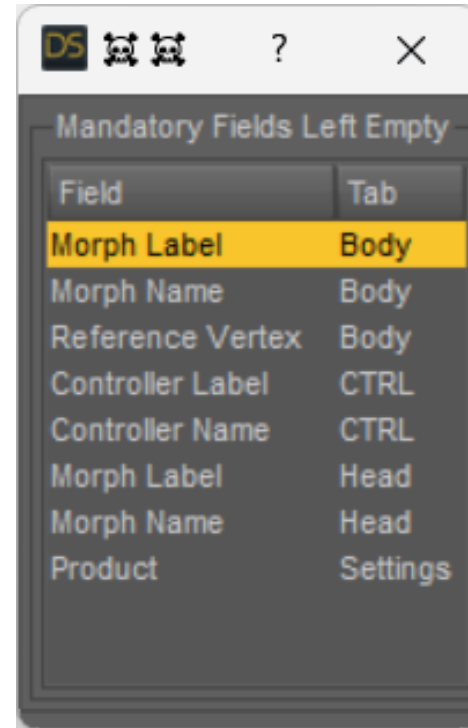 DS ☠ ☠ ? ×
Mandatory Fields Left Empty
Field Tab
Morph Label Body
Morph Name Body
Reference Vertex Body
Controller Label CTRL
Controller Name CTRL
Morph Label Head
Morph Name Head
Product Settings